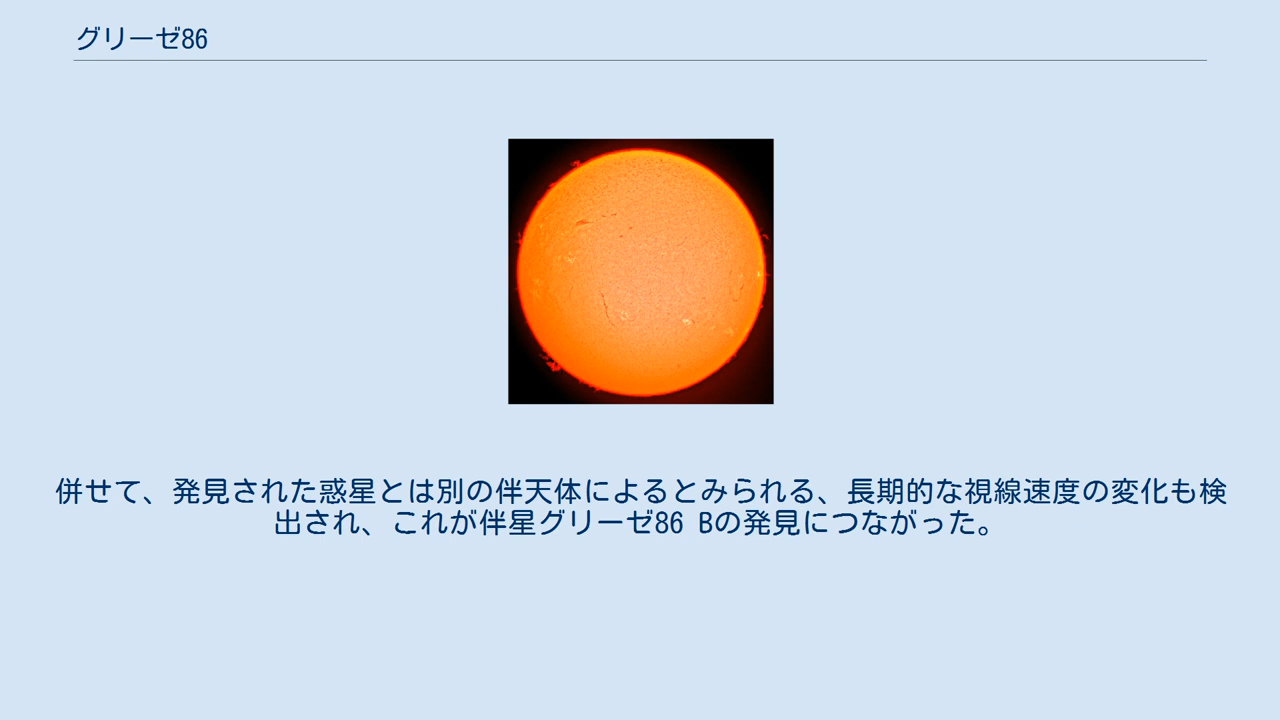 グリーゼ86
併せて、発見された惑星とは別の伴天体によるとみられる、長期的な視線速度の変化も検
出され、これが伴星グリーゼ86 Bの発見につながった。